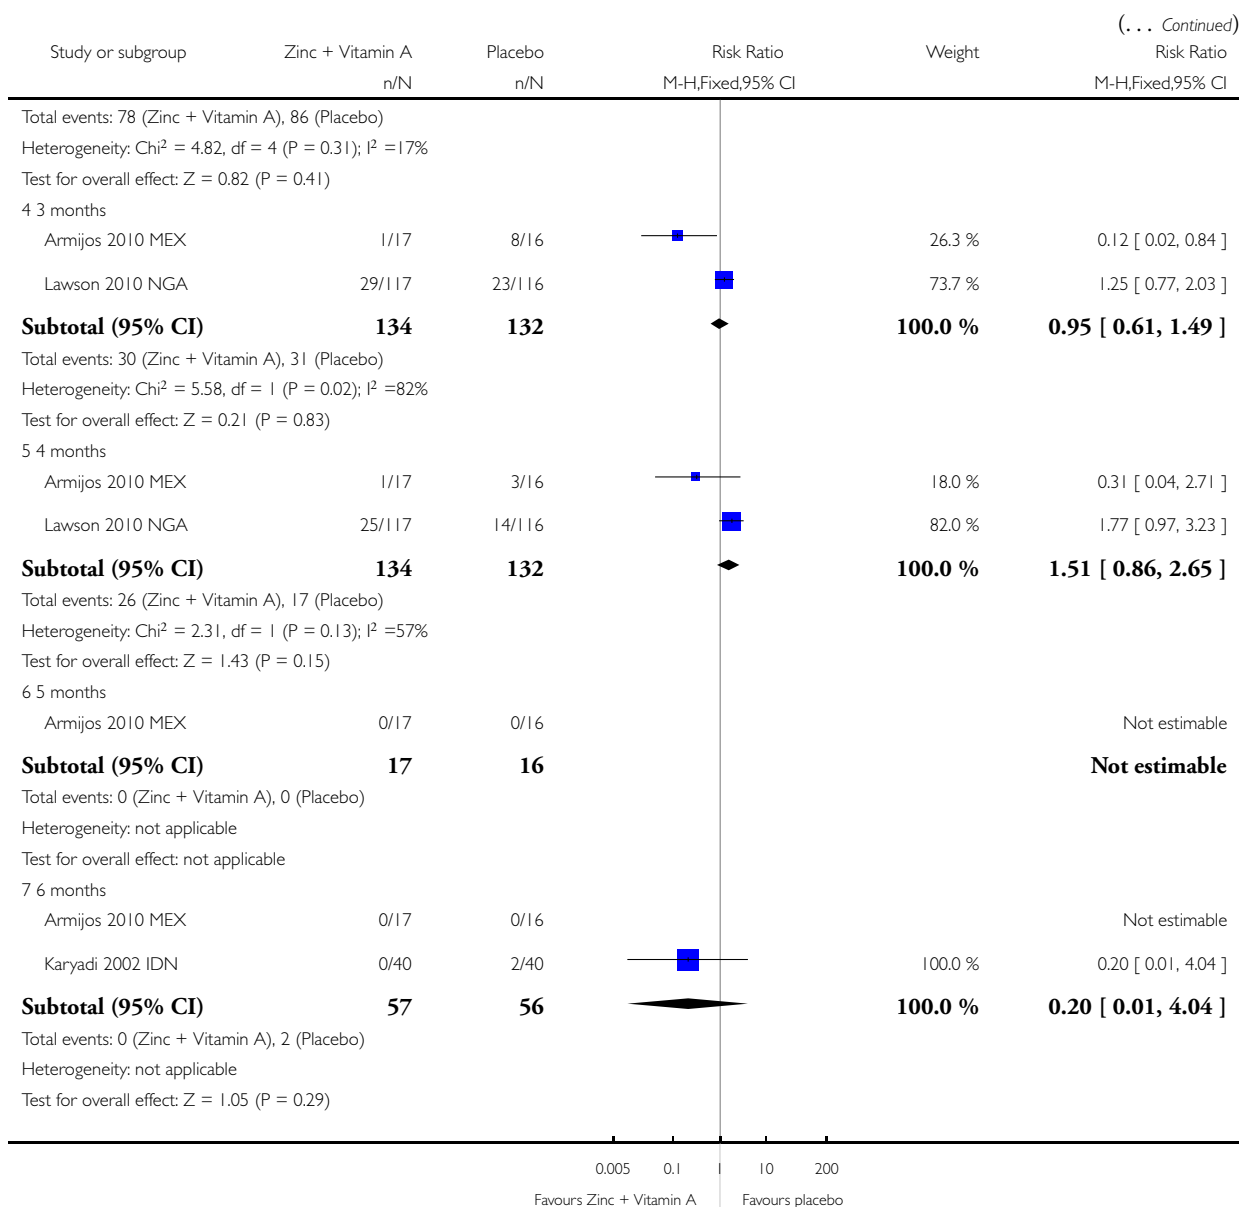 (... Continued)
Study or subgroup Zinc + Vitamin A Placebo Risk Ratio Weight Risk Ratio
n/N n/N M-H,Fixed,95% CI M-H,Fixed,95% CI
Total events: 78 (Zinc + Vitamin A), 86 (Placebo)
Heterogeneity: Chi² = 4.82, df = 4 (P = 0.31); I² =17%
Test for overall effect: Z = 0.82 (P = 0.41)
4 3 months
Armijos 2010 MEX 1/17 8/16 26.3 % 0.12 [ 0.02, 0.84 ]
Lawson 2010 NGA 29/117 23/116 73.7 % 1.25 [ 0.77, 2.03 ]
Subtotal (95% CI) 134 132 100.0 % 0.95 [ 0.61, 1.49 ]
Total events: 30 (Zinc + Vitamin A), 31 (Placebo)
Heterogeneity: Chi² = 5.58, df = 1 (P = 0.02); I² =82%
Test for overall effect: Z = 0.21 (P = 0.83)
5 4 months
Armijos 2010 MEX 1/17 3/16 18.0 % 0.31 [ 0.04, 2.71 ]
Lawson 2010 NGA 25/117 14/116 82.0 % 1.77 [ 0.97, 3.23 ]
Subtotal (95% CI) 134 132 100.0 % 1.51 [ 0.86, 2.65 ]
Total events: 26 (Zinc + Vitamin A), 17 (Placebo)
Heterogeneity: Chi² = 2.31, df = 1 (P = 0.13); I² =57%
Test for overall effect: Z = 1.43 (P = 0.15)
6 5 months
Armijos 2010 MEX 0/17 0/16 Not estimable
Subtotal (95% CI) 17 16 Not estimable
Total events: 0 (Zinc + Vitamin A), 0 (Placebo)
Heterogeneity: not applicable
Test for overall effect: not applicable
7 6 months
Armijos 2010 MEX 0/17 0/16 Not estimable
Karyadi 2002 IDN 0/40 2/40 100.0 % 0.20 [ 0.01, 4.04 ]
Subtotal (95% CI) 57 56 100.0 % 0.20 [ 0.01, 4.04 ]
Total events: 0 (Zinc + Vitamin A), 2 (Placebo)
Heterogeneity: not applicable
Test for overall effect: Z = 1.05 (P = 0.29)
0.005 0.1 1 10 200
Favours Zinc + Vitamin A Favours placebo